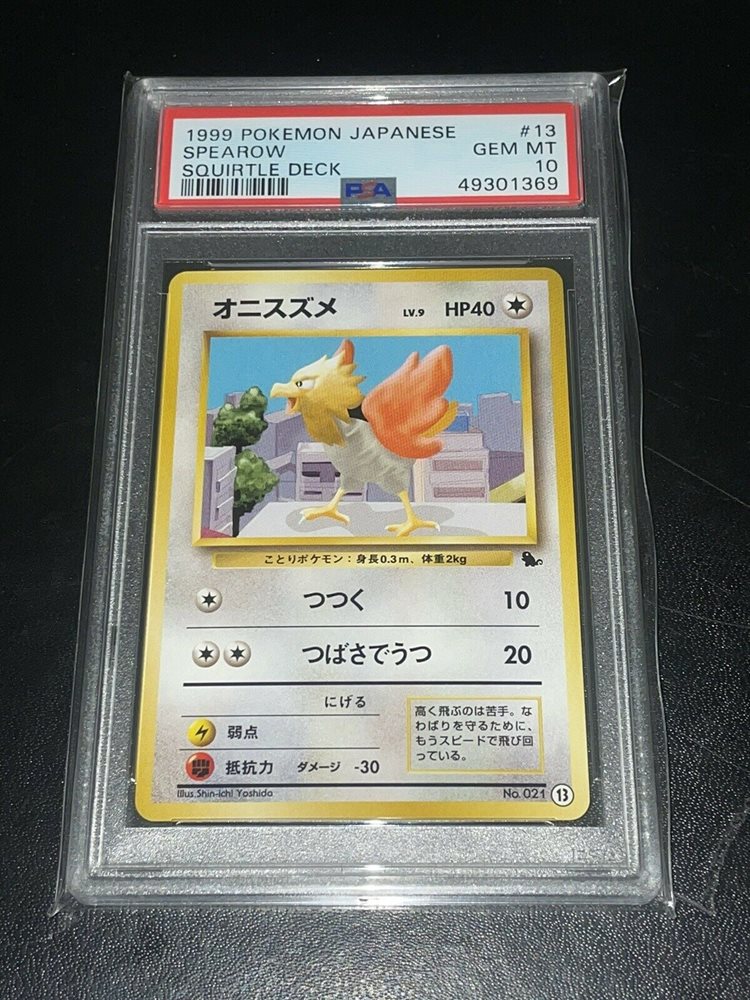 1999 POKEMON JAPANESE #13
SPEAROW GEM MT
SQUIRTLE DECK 10
PSA 49301369
オニスズメ LV.9 HP40
ことりポケモン：身長0.3m、体重2kg
つつく 10
つばさでうつ 20
にげる
弱点
抵抗力 ダメージ -30
高く飛ぶのは苦手。な
わばりを守るために、
もうスピードで飛び回
っている。
Illus. Shin-ichi Yoshida No. 021 13